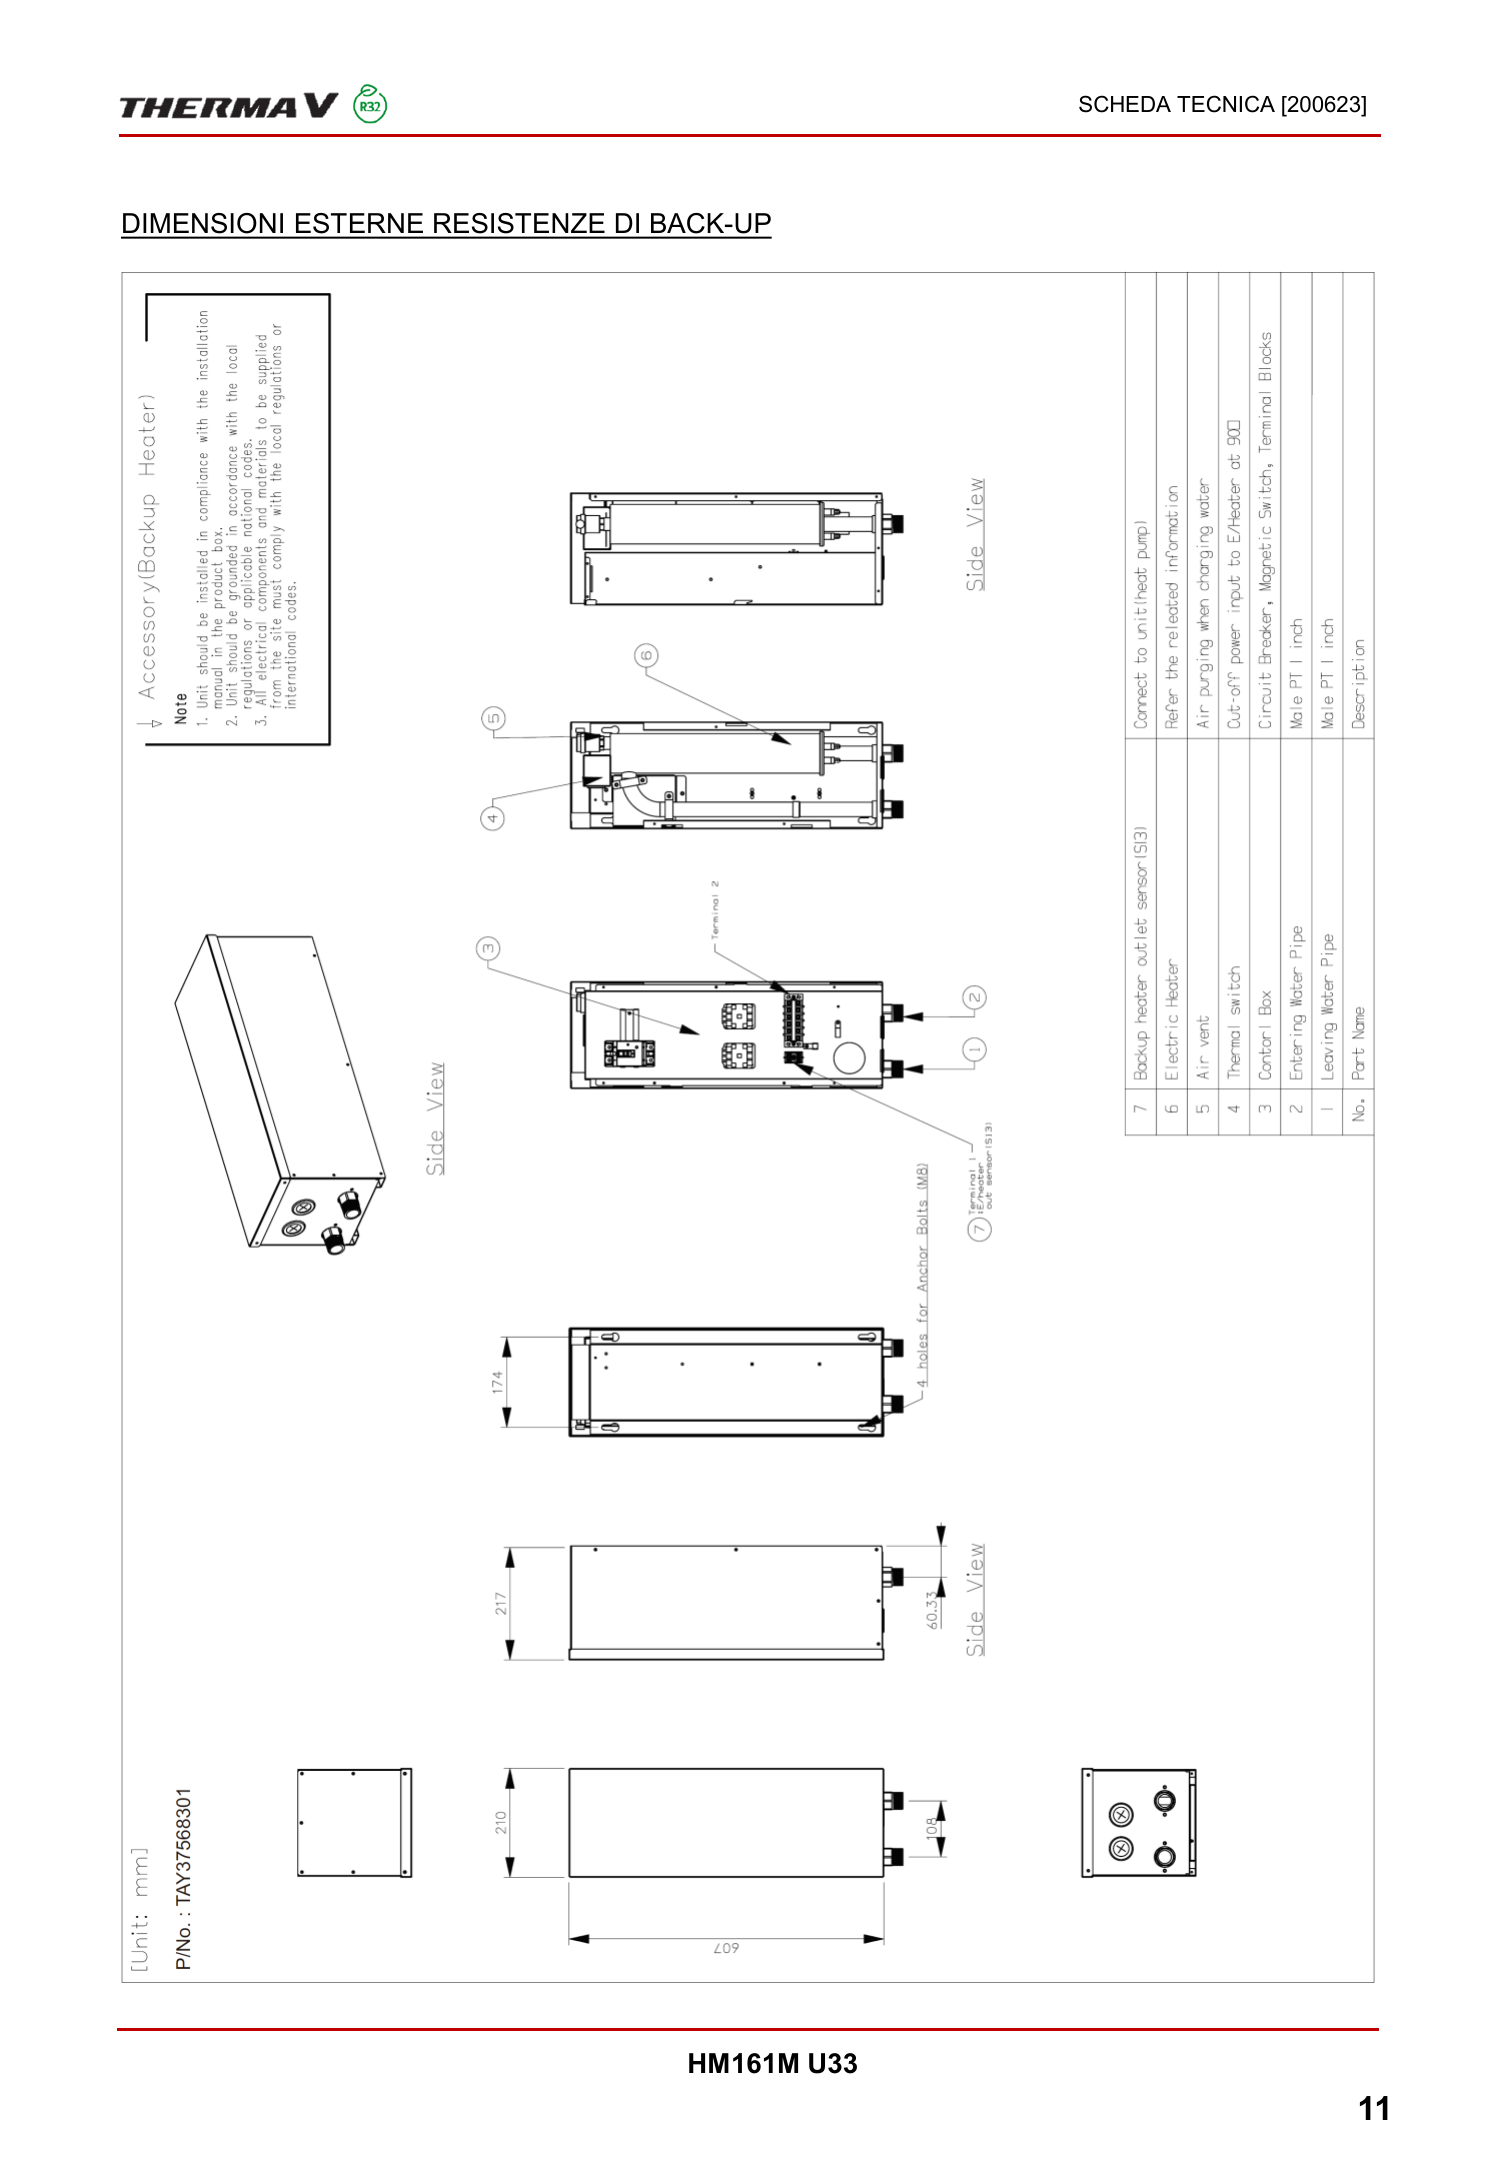 THERMA V R32
SCHEDA TECNICA [200623]
DIMENSIONI ESTERNE RESISTENZE DI BACK-UP
Accessory(Backup Heater)
Note
1. Unit should be installed in compliance with the installation
manual in the product box.
2. Unit should be grounded in accordance with the local
regulations or applicable national codes.
3. All electrical components and materials to be supplied
from the site must comply with the local regulations or
international codes.
[Unit: mm]
P/No. : TAY37568301
Side View
Side View
Side View
6
5
4
3
Terminal 2
2
1
7
Terminal 1
:E/heater
out sensor(S13)
4 holes for Anchor Bolts (M8)
174
217
60.33
210
108
607
7 Backup heater outlet sensor(S13) Connect to unit(heat pump)
6 Electric Heater Refer the releated information
5 Air vent Air purging when charging water
4 Thermal switch Cut-off power input to E/Heater at 90□
3 Contorl Box Circuit Breaker, Magnetic Switch, Terminal Blocks
2 Entering Water Pipe Male PT 1 inch
1 Leaving Water Pipe Male PT 1 inch
No. Part Name Description
HM161M U33
11